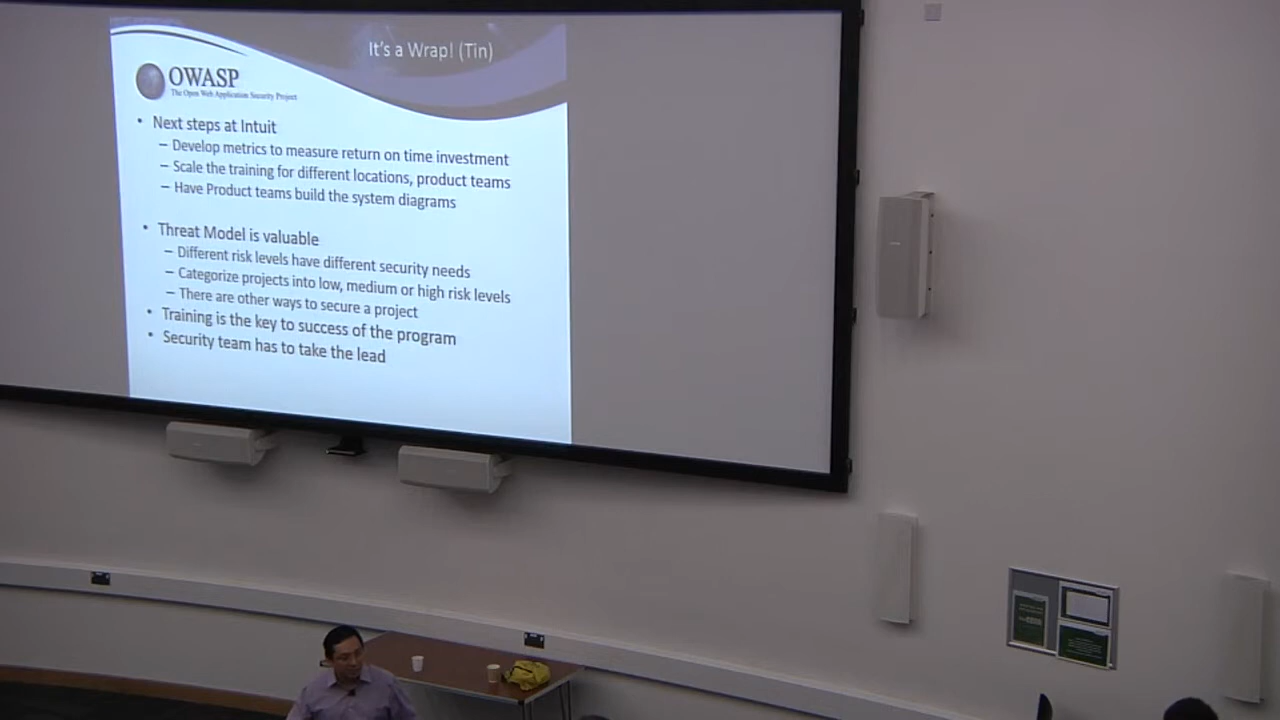 It's a Wrap! (Tin)
OWASP
The Open Web Application Security Project
• Next steps at Intuit
– Develop metrics to measure return on time investment
– Scale the training for different locations, product teams
– Have Product teams build the system diagrams
• Threat Model is valuable
– Different risk levels have different security needs
– Categorize projects into low, medium or high risk levels
– There are other ways to secure a project
• Training is the key to success of the program
• Security team has to take the lead